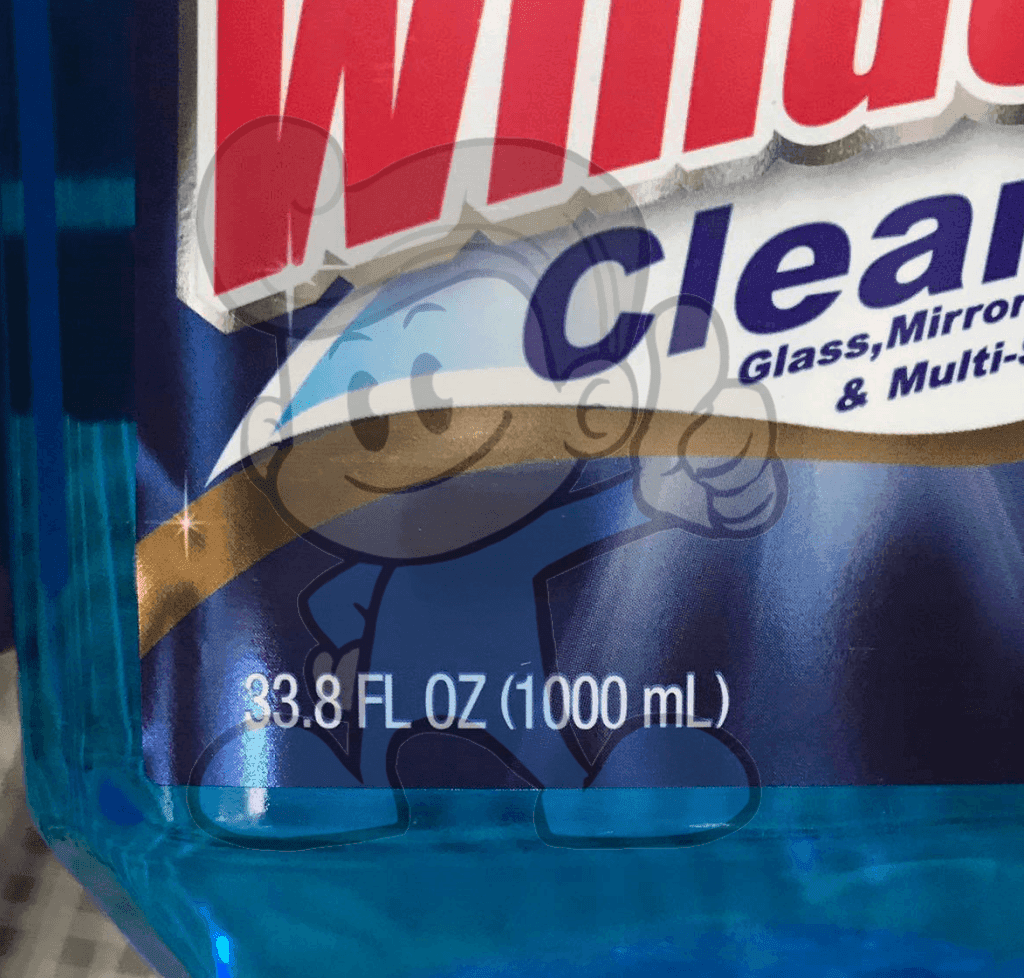 Clear
Glass, Mirror
& Multi-
33.8 FL OZ (1000 mL)